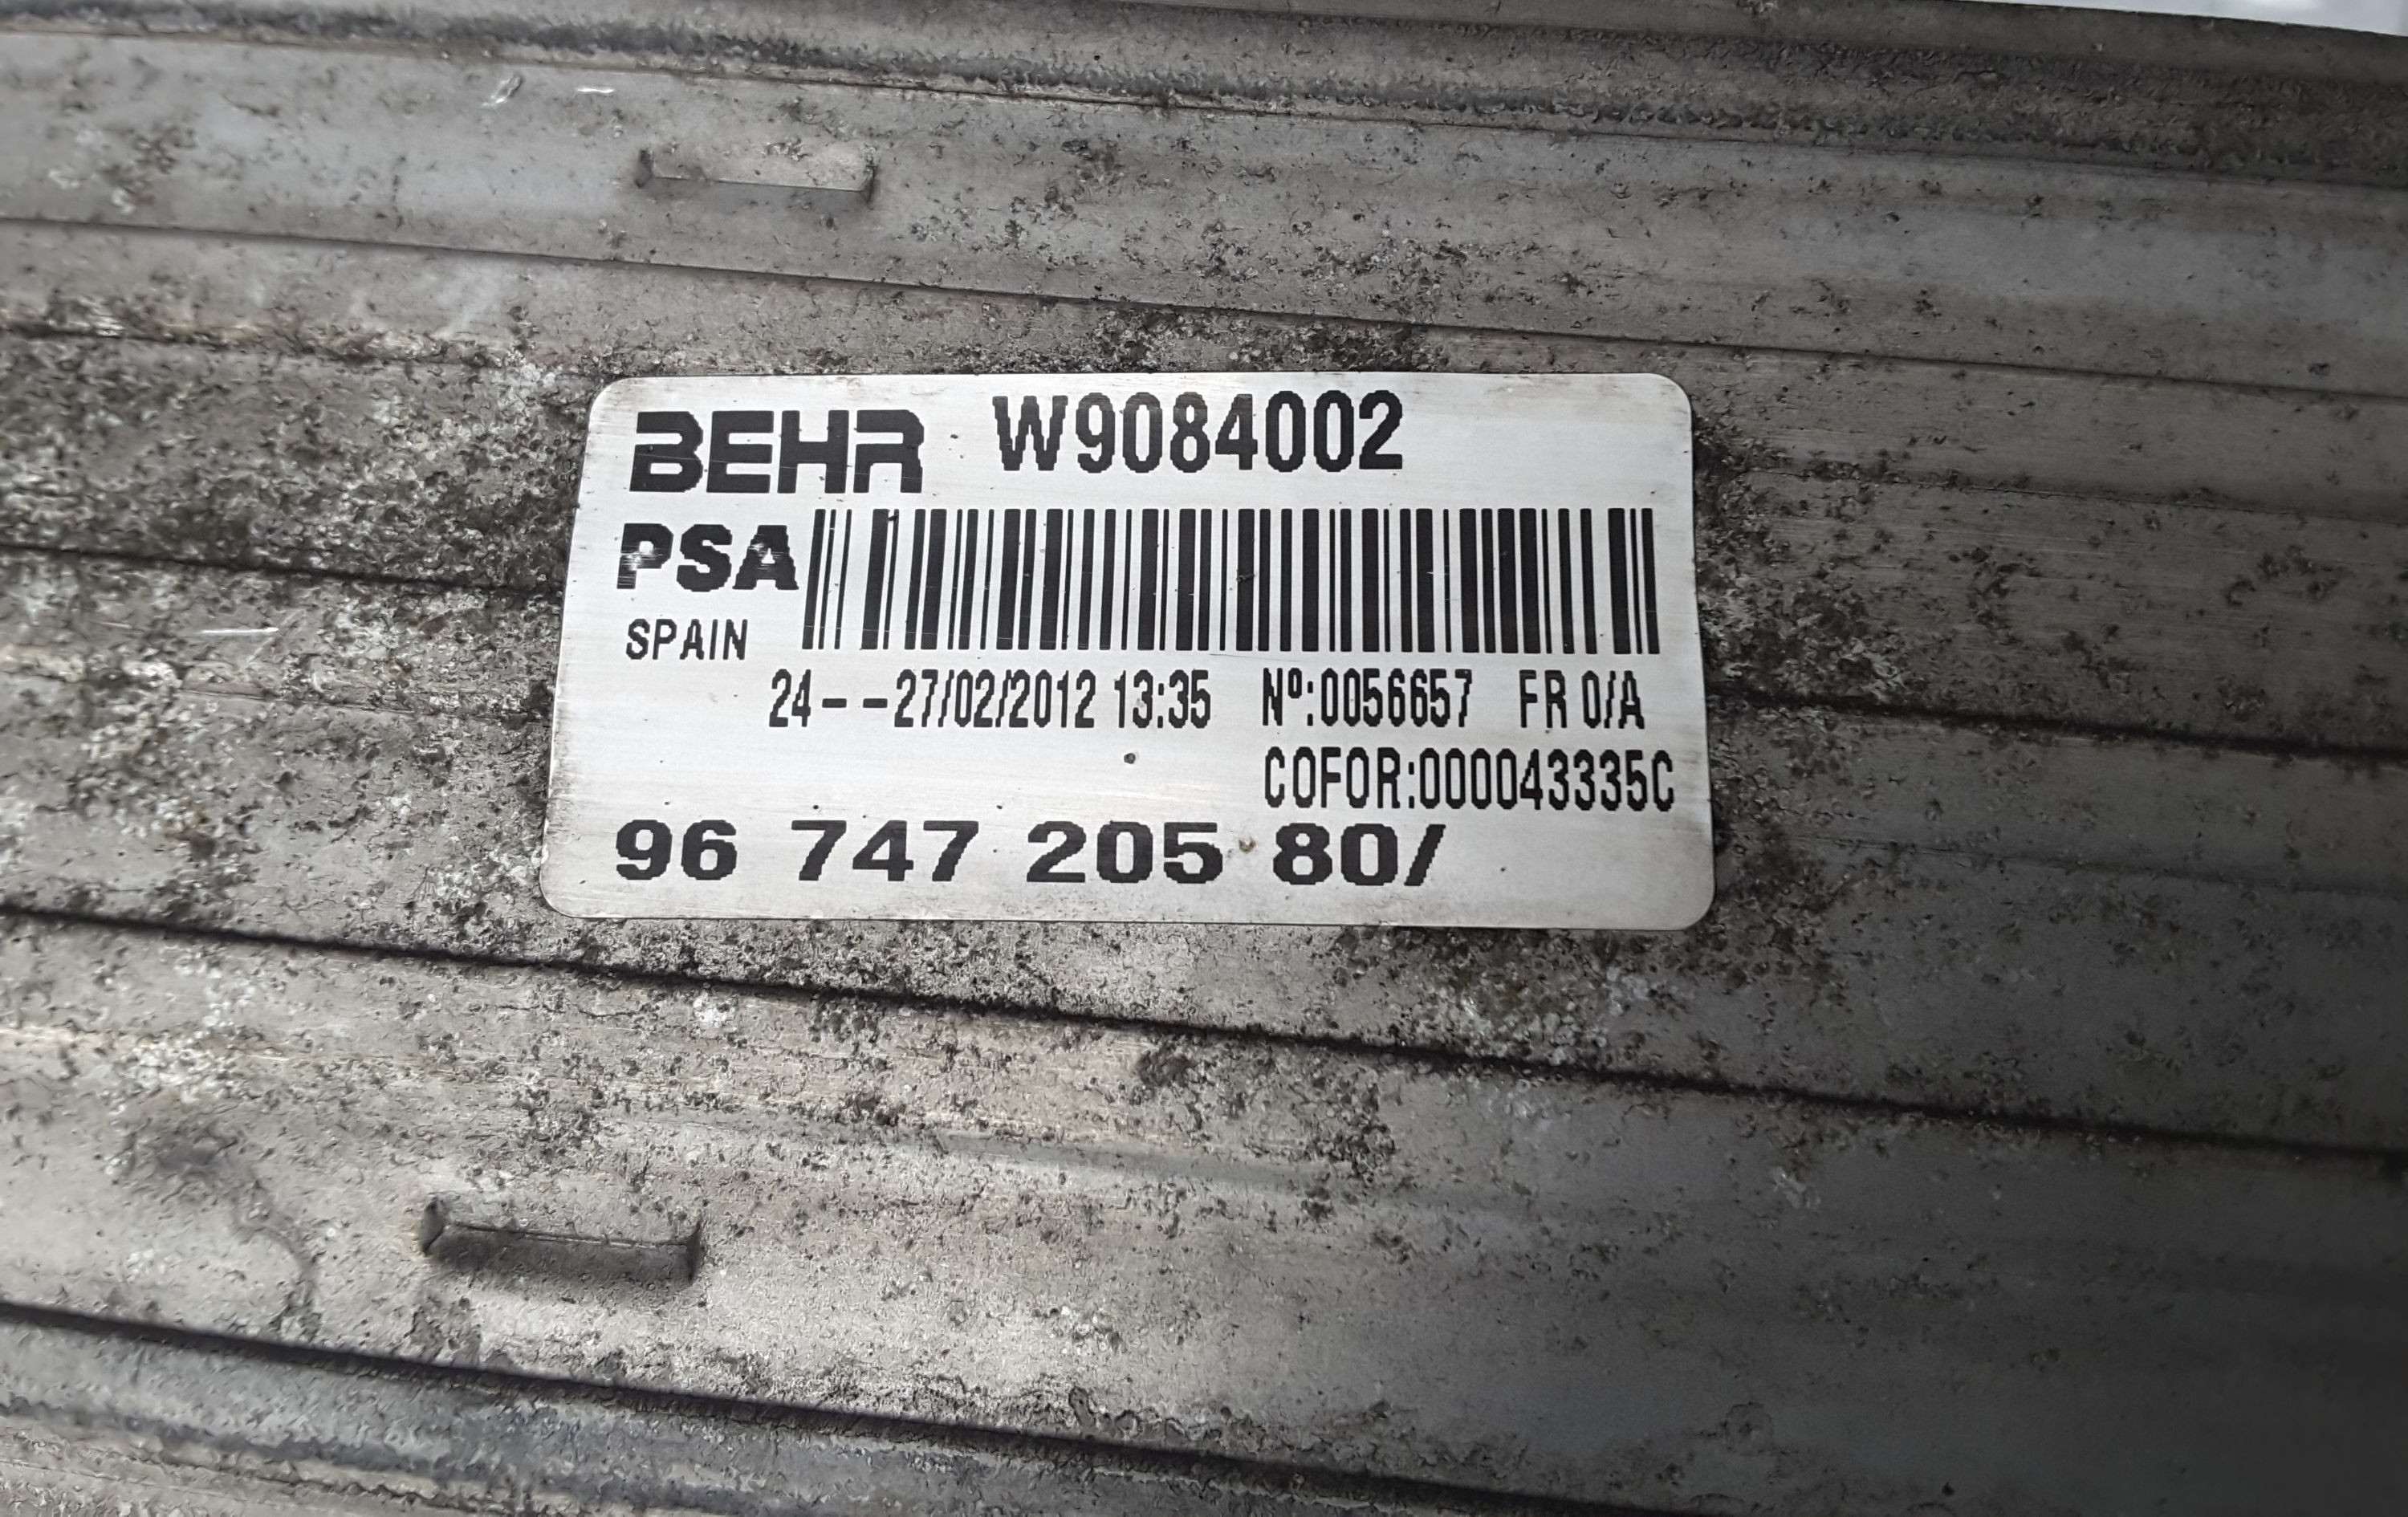 BEHR W9084002
PSA
SPAIN
24- -27/02/2012 13:35 Nº:0056657 FR 0/A
COFOR:000043335C
96 747 205 80/